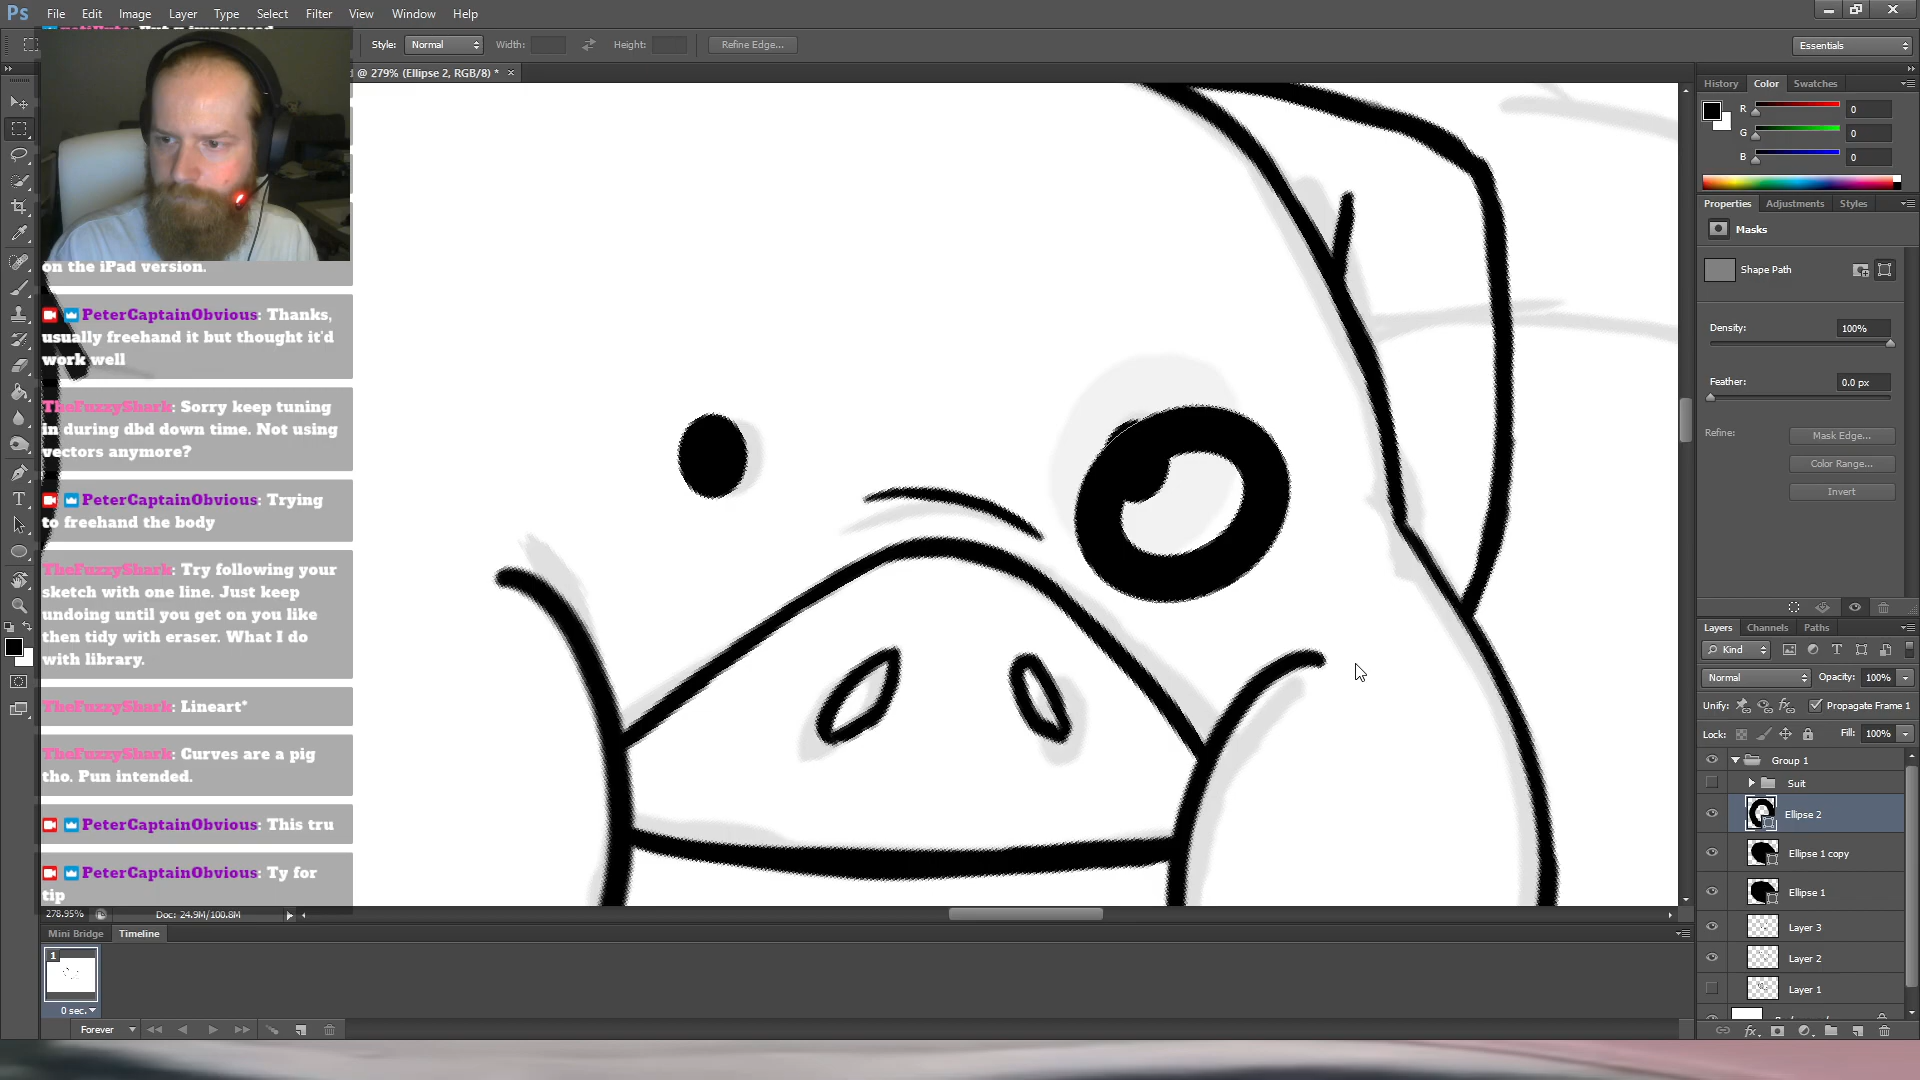 Ps File Edit Image Layer Type Select Filter View Window Help
Style: Normal Width: Height: Refine Edge... Essentials
@ 279% (Ellipse 2, RGB/8) * ×
on the iPad version.
PeterCaptainObvious: Thanks,
usually freehand it but thought it'd
work well
TheFuzzyShark: Sorry keep tuning
in during dbd down time. Not using
vectors anymore?
PeterCaptainObvious: Trying
to freehand the body
TheFuzzyShark: Try following your
sketch with one line. Just keep
undoing until you get on you like
then tidy with eraser. What I do
with library.
TheFuzzyShark: Lineart*
TheFuzzyShark: Curves are a pig
tho. Pun intended.
PeterCaptainObvious: This tru
PeterCaptainObvious: Ty for
tip
278.95% Doc: 24.9M/100.8M
Mini Bridge Timeline
1
0 sec.
Forever
History Color Swatches
R 0
G 0
B 0
Properties Adjustments Styles
Masks
Shape Path
Density: 100%
Feather: 0.0 px
Refine: Mask Edge...
Color Range...
Invert
Layers Channels Paths
Kind
Normal Opacity: 100%
Unify: Propagate Frame 1
Lock: Fill: 100%
Group 1
Suit
Ellipse 2
Ellipse 1 copy
Ellipse 1
Layer 3
Layer 2
Layer 1